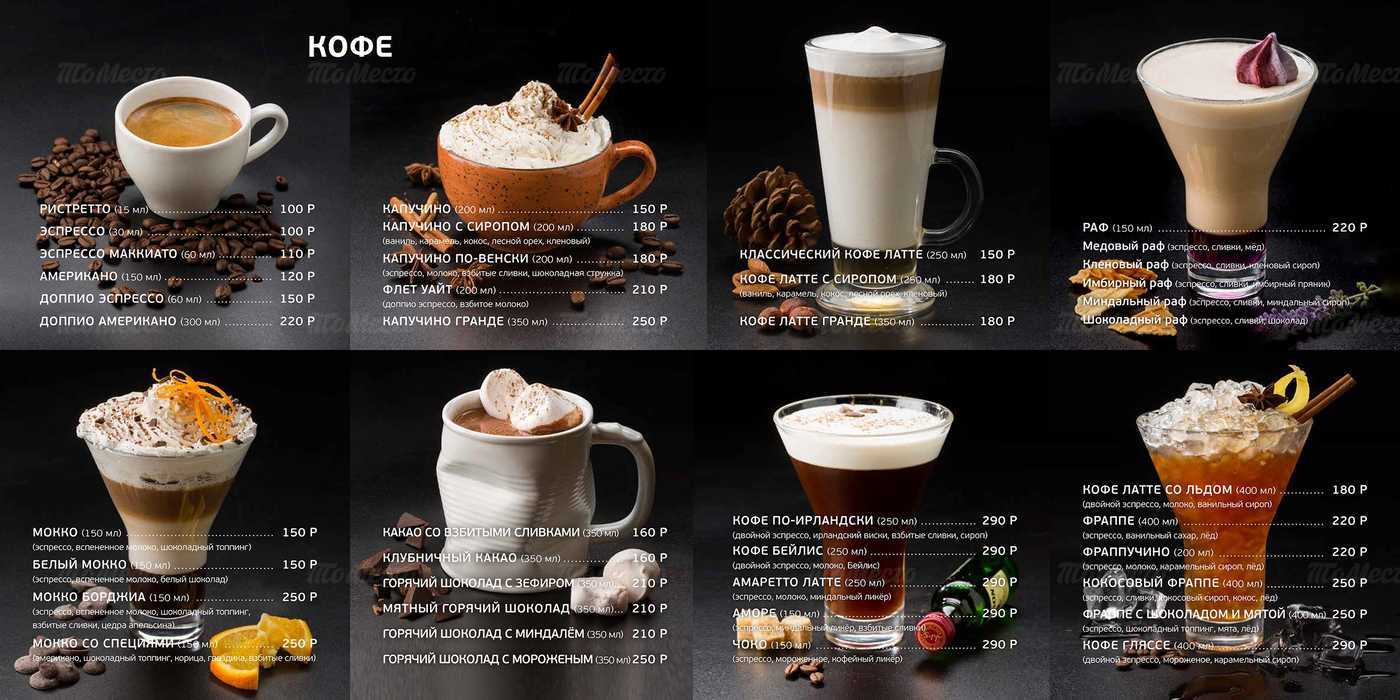 КОФЕ
РИСТРЕТТО (15 мл) 100 Р
ЭСПРЕССО (30 мл) 100 Р
ЭСПРЕССО МАККИАТО (60 мл) 110 Р
АМЕРИКАНО (150 мл) 120 Р
ДОППИО ЭСПРЕССО (60 мл) 150 Р
ДОППИО АМЕРИКАНО (300 мл) 220 Р
КАПУЧИНО (200 мл) 150 Р
КАПУЧИНО С СИРОПОМ (200 мл) 180 Р
(ваниль, карамель, кокос, лесной орех, кленовый)
КАПУЧИНО ПО-ВЕНСКИ (200 мл) 180 Р
(эспрессо, молоко, взбитые сливки, шоколадная стружка)
ФЛЕТ УАЙТ (200 мл) 210 Р
(доппио эспрессо, взбитое молоко)
КАПУЧИНО ГРАНДЕ (350 мл) 250 Р
КЛАССИЧЕСКИЙ КОФЕ ЛАТТЕ (250 мл) 150 Р
КОФЕ ЛАТТЕ С СИРОПОМ (250 мл) 180 Р
(ваниль, карамель, кокос, лесной орех, кленовый)
КОФЕ ЛАТТЕ ГРАНДЕ (350 мл) 180 Р
РАФ (150 мл) 220 Р
Медовый раф (эспрессо, сливки, мёд)
Кленовый раф (эспрессо, сливки, кленовый сироп)
Имбирный раф (эспрессо, сливки, имбирный пряник)
Миндальный раф (эспрессо, сливки, миндальный сироп)
Шоколадный раф (эспрессо, сливки, шоколад)
МОККО (150 мл) 150 Р
(эспрессо, вспененное молоко, шоколадный топпинг)
БЕЛЫЙ МОККО (150 мл) 150 Р
(эспрессо, вспененное молоко, белый шоколад)
МОККО БОРДЖИА (150 мл) 250 Р
(эспрессо, вспененное молоко, шоколадный топпинг,
взбитые сливки, цедра апельсина)
МОККО СО СПЕЦИЯМИ (150 мл) 250 Р
(американо, шоколадный топпинг, корица, гвоздика, взбитые сливки)
КАКАО СО ВЗБИТЫМИ СЛИВКАМИ (350 мл) 160 Р
КЛУБНИЧНЫЙ КАКАО (350 мл) 160 Р
ГОРЯЧИЙ ШОКОЛАД С ЗЕФИРОМ (350 мл) 210 Р
МЯТНЫЙ ГОРЯЧИЙ ШОКОЛАД (350 мл) 210 Р
ГОРЯЧИЙ ШОКОЛАД С МИНДАЛЁМ (350 мл) 210 Р
ГОРЯЧИЙ ШОКОЛАД С МОРОЖЕНЫМ (350 мл) 250 Р
КОФЕ ПО-ИРЛАНДСКИ (250 мл) 290 Р
(двойной эспрессо, ирландский виски, взбитые сливки, сироп)
КОФЕ БЕЙЛИС (250 мл) 290 Р
(двойной эспрессо, молоко, Бейлис)
АМАРЕТТО ЛАТТЕ (250 мл) 290 Р
(эспрессо, молоко, миндальный ликёр)
АМОРЕ (150 мл) 290 Р
(эспрессо, миндальный ликёр, взбитые сливки)
ЧОКО (150 мл) 290 Р
(эспрессо, мороженное, кофейный ликёр)
КОФЕ ЛАТТЕ СО ЛЬДОМ (400 мл) 180 Р
(двойной эспрессо, молоко, ванильный сироп)
ФРАППЕ (400 мл) 220 Р
(эспрессо, ванильный сахар, лёд)
ФРАППУЧИНО (200 мл) 220 Р
(эспрессо, молоко, карамельный сироп, лёд)
КОКОСОВЫЙ ФРАППЕ (400 мл) 250 Р
(эспрессо, сливки, кокосовый сироп, кокос, лёд)
ФРАППЕ С ШОКОЛАДОМ И МЯТОЙ (400 мл) 250 Р
(эспрессо, шоколадный топпинг, мята, лёд)
КОФЕ ГЛЯССЕ (400 мл) 290 Р
(двойной эспрессо, мороженое, карамельный сироп)